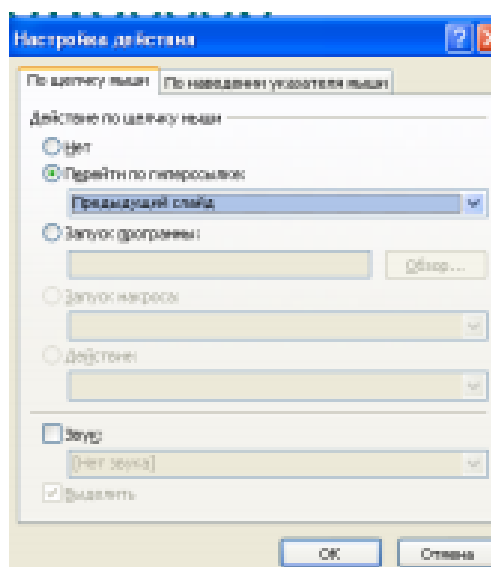 Настройка действия
По щелчку мыши По наведении указателя мыши
Действие по щелчку мыши
Нет
Перейти по гиперссылке:
Предыдущий слайд
Запуск программы:
Обзор...
Запуск макроса:
Действие:
Звук:
[Нет звука]
Выделить
ОК Отмена